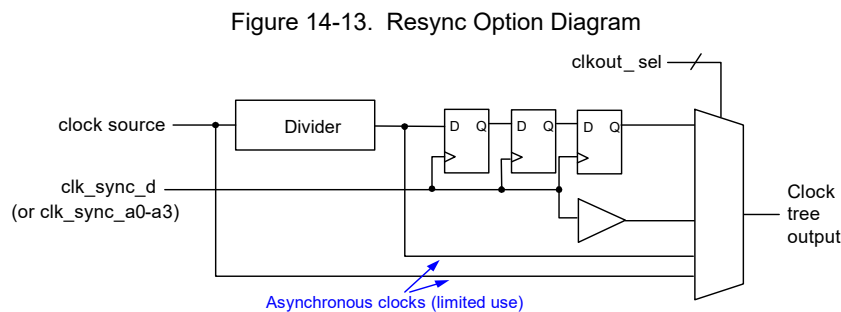 Figure 14-13. Resync Option Diagram
clkout_ sel
clock source
Divider
D Q
D Q
D Q
clk_sync_d
(or clk_sync_a0-a3)
Clock
tree
output
Asynchronous clocks (limited use)